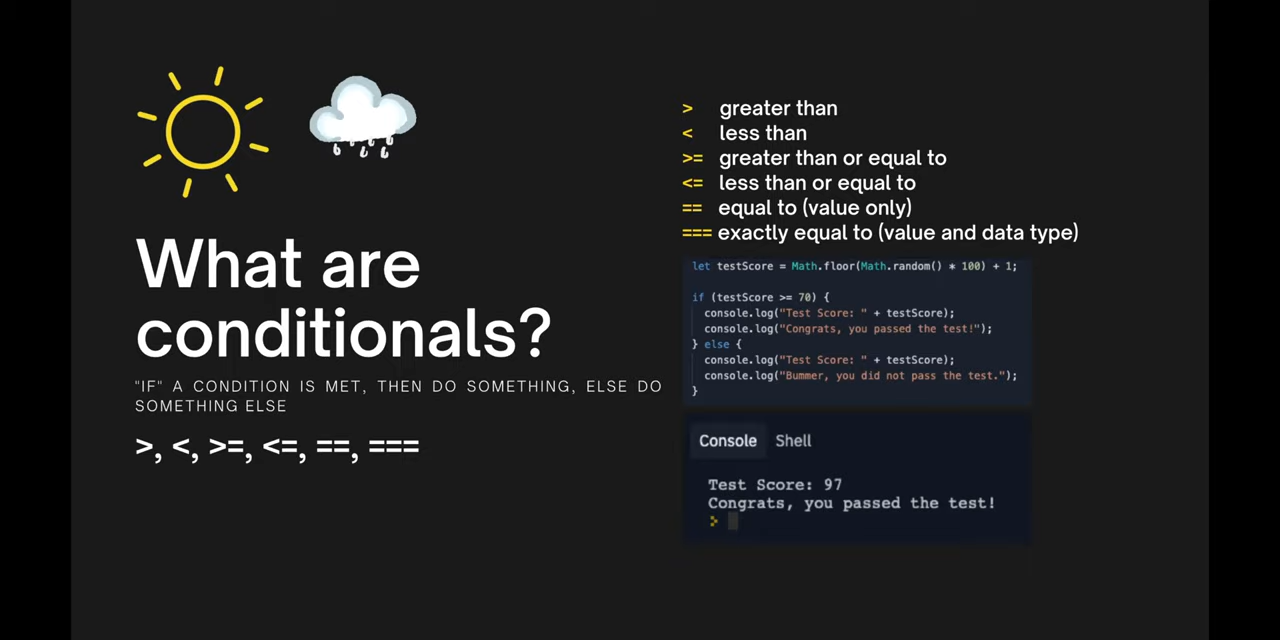 What are
conditionals?
"IF" A CONDITION IS MET, THEN DO SOMETHING, ELSE DO
SOMETHING ELSE
>, <, >=, <=, ==, ===
> greater than
< less than
>= greater than or equal to
<= less than or equal to
== equal to (value only)
=== exactly equal to (value and data type)
let testScore = Math.floor(Math.random() * 100) + 1;
if (testScore >= 70) {
console.log("Test Score: " + testScore);
console.log("Congrats, you passed the test!");
} else {
console.log("Test Score: " + testScore);
console.log("Bummer, you did not pass the test.");
}
Console Shell
Test Score: 97
Congrats, you passed the test!
>